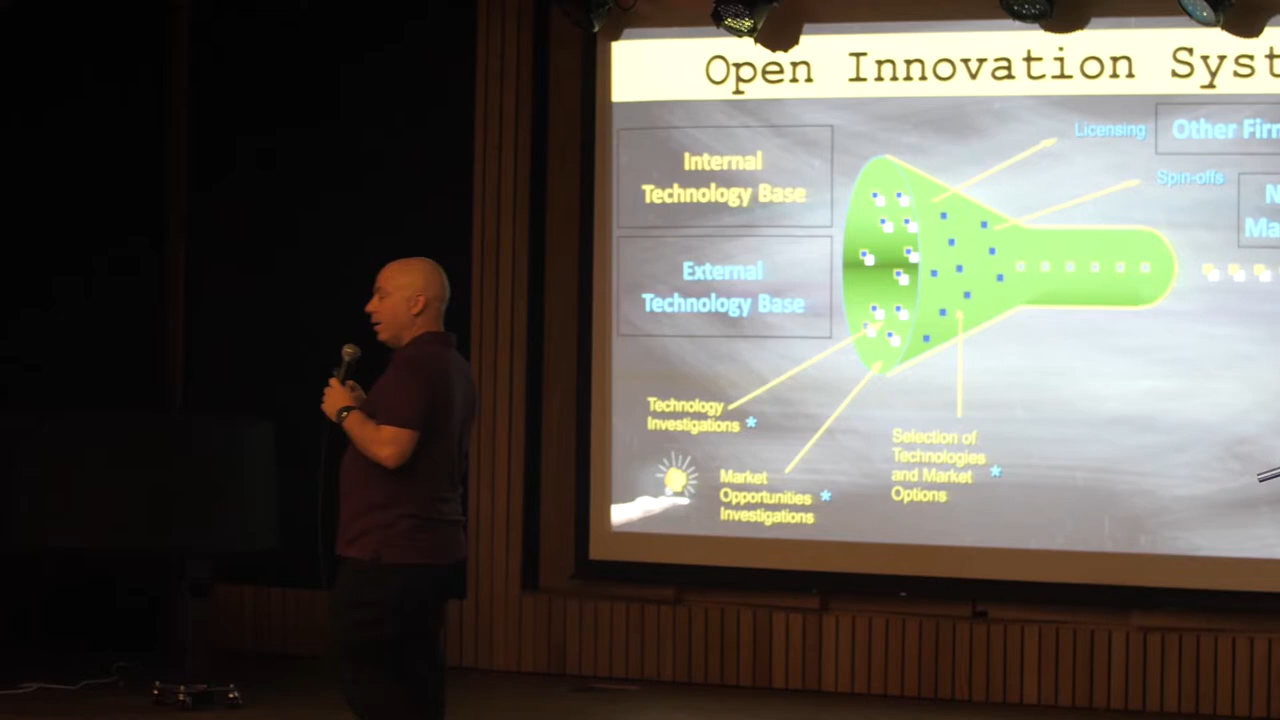 Open Innovation Syst
Licensing
Other Fir
Internal
Technology Base
Spin-offs
N
Ma
External
Technology Base
Technology
Investigations *
Market
Opportunities *
Investigations
Selection of
Technologies
and Market *
Options